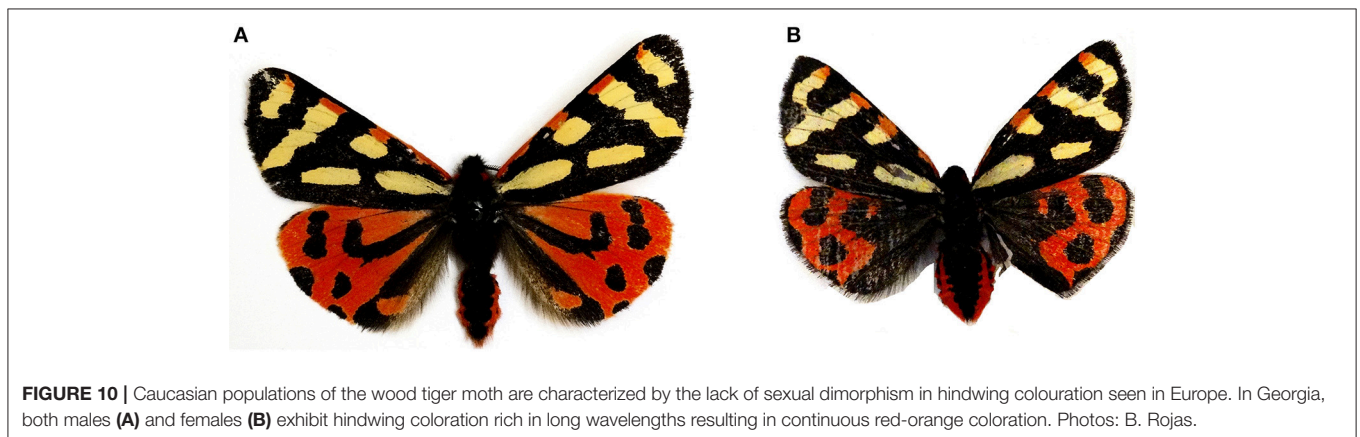 A
B
FIGURE 10 | Caucasian populations of the wood tiger moth are characterized by the lack of sexual dimorphism in hindwing colouration seen in Europe. In Georgia,
both males (A) and females (B) exhibit hindwing coloration rich in long wavelengths resulting in continuous red-orange coloration. Photos: B. Rojas.